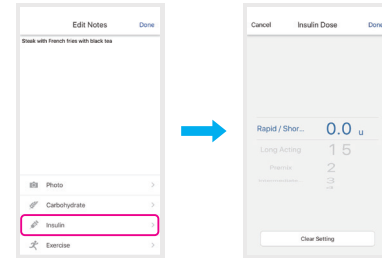 Edit Notes Done
Steak with French fries with black tea
Photo
Carbohydrate
Insulin
Exercise
Cancel Insulin Dose Done
Rapid / Shor... 0.0 u
Long Acting 1 5
Premix 2
3
Clear Setting